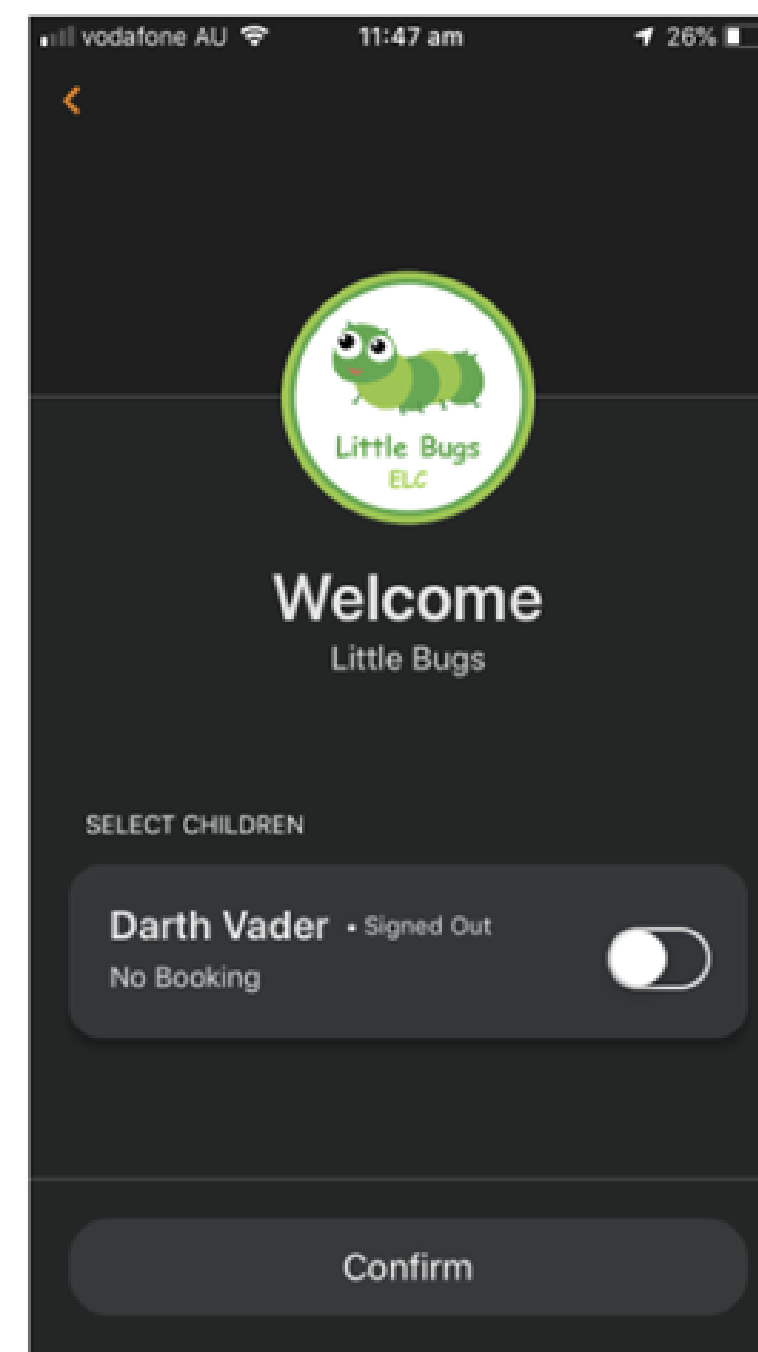 vodafone AU 11:47 am 26%
Little Bugs
ELC
Welcome
Little Bugs
SELECT CHILDREN
Darth Vader • Signed Out
No Booking
Confirm